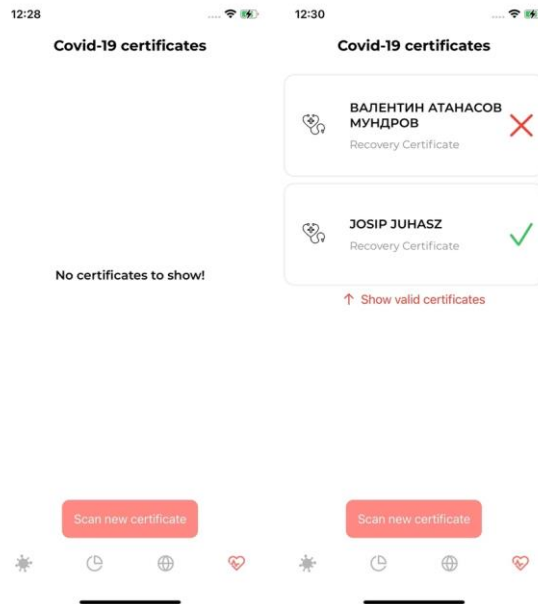 12:28
Covid-19 certificates
No certificates to show!
Scan new certificate
12:30
Covid-19 certificates
ВАЛЕНТИН АТАНАСОВ
МУНДРОВ
Recovery Certificate
JOSIP JUHASZ
Recovery Certificate
↑ Show valid certificates
Scan new certificate